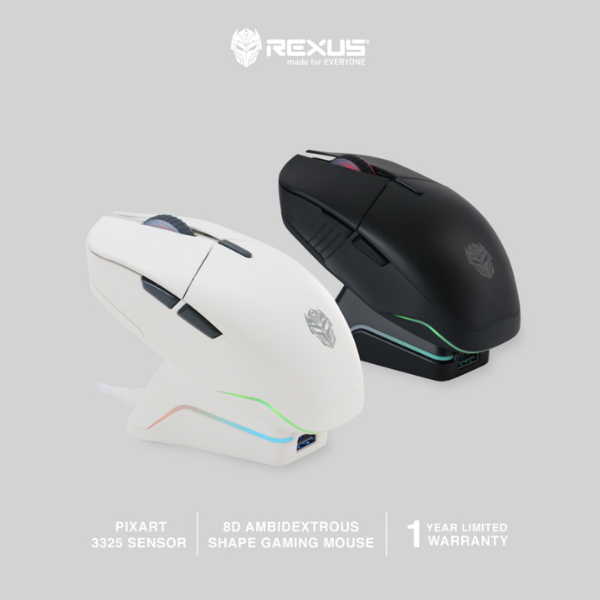 REXUS®
made for EVERYONE
PIXART
3325 SENSOR
8D AMBIDEXTROUS
SHAPE GAMING MOUSE
1 YEAR LIMITED
WARRANTY